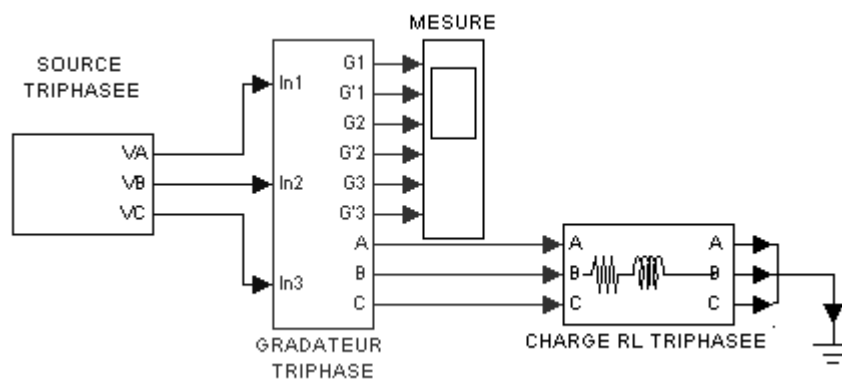 MESURE
SOURCE
TRIPHASEE
VA
VB
VC
In1
In2
In3
G1
G'1
G2
G'2
G3
G'3
A
B
C
A
B
C
A
B
C
GRADATEUR
TRIPHASE
CHARGE RL TRIPHASEE